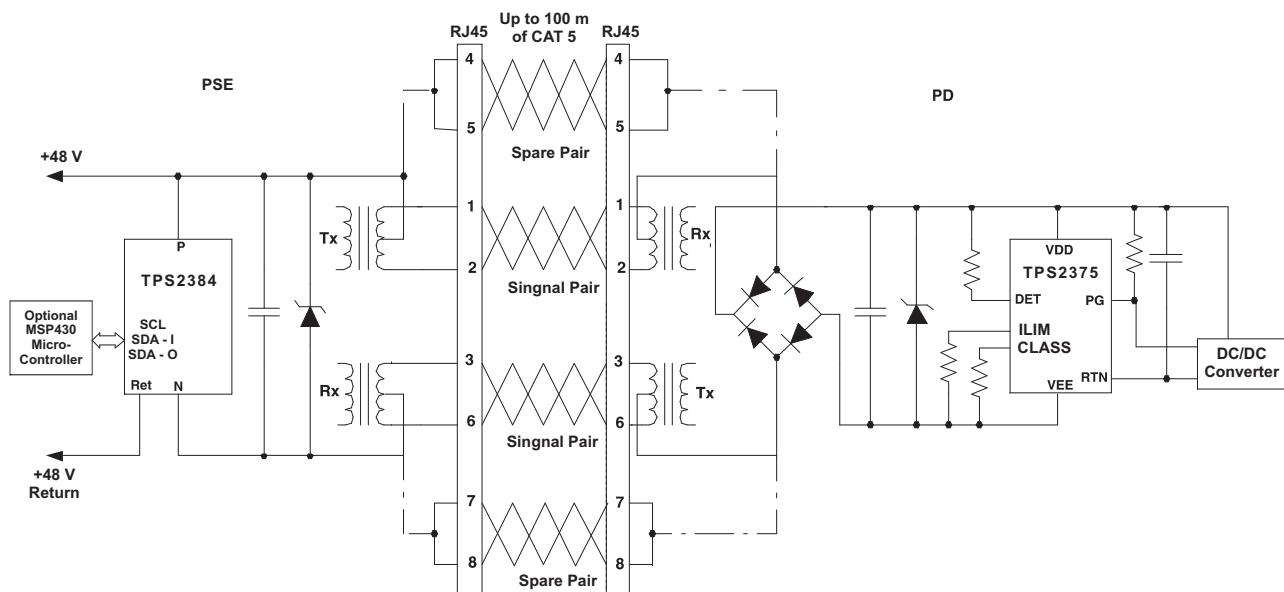 Up to 100 m
of CAT 5
RJ45
RJ45
PSE
PD
4
4
5
5
Spare Pair
+48 V
1
1
Tx
Rx
2
2
Singnal Pair
P
TPS2384
SCL
SDA - I
SDA - O
Ret
N
Optional
MSP430
Micro-
Controller
VDD
TPS2375
DET
PG
ILIM
CLASS
VEE
RTN
DC/DC
Converter
3
3
Rx
Tx
6
6
Singnal Pair
+48 V
Return
7
7
8
8
Spare Pair